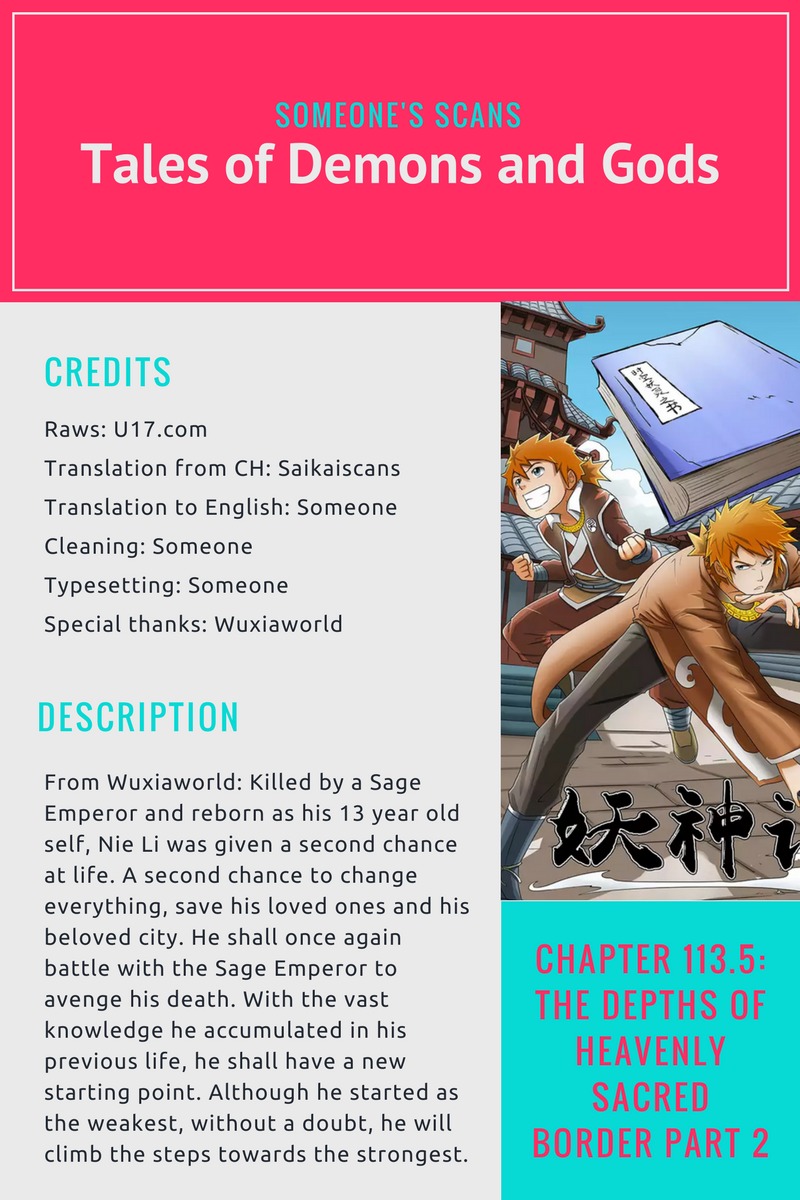 SOMEONE'S SCANS
Tales of Demons and Gods
CREDITS
Raws: U17.com
Translation from CH: Saikaiscans
Translation to English: Someone
Cleaning: Someone
Typesetting: Someone
Special thanks: Wuxiaworld
DESCRIPTION
From Wuxiaworld: Killed by a Sage
Emperor and reborn as his 13 year old
self, Nie Li was given a second chance
at life. A second chance to change
everything, save his loved ones and his
beloved city. He shall once again
battle with the Sage Emperor to
avenge his death. With the vast
knowledge he accumulated in his
previous life, he shall have a new
starting point. Although he started as
the weakest, without a doubt, he will
climb the steps towards the strongest.
时空妖灵之书
妖神
CHAPTER 113.5:
THE DEPTHS OF
HEAVENLY
SACRED
BORDER PART 2